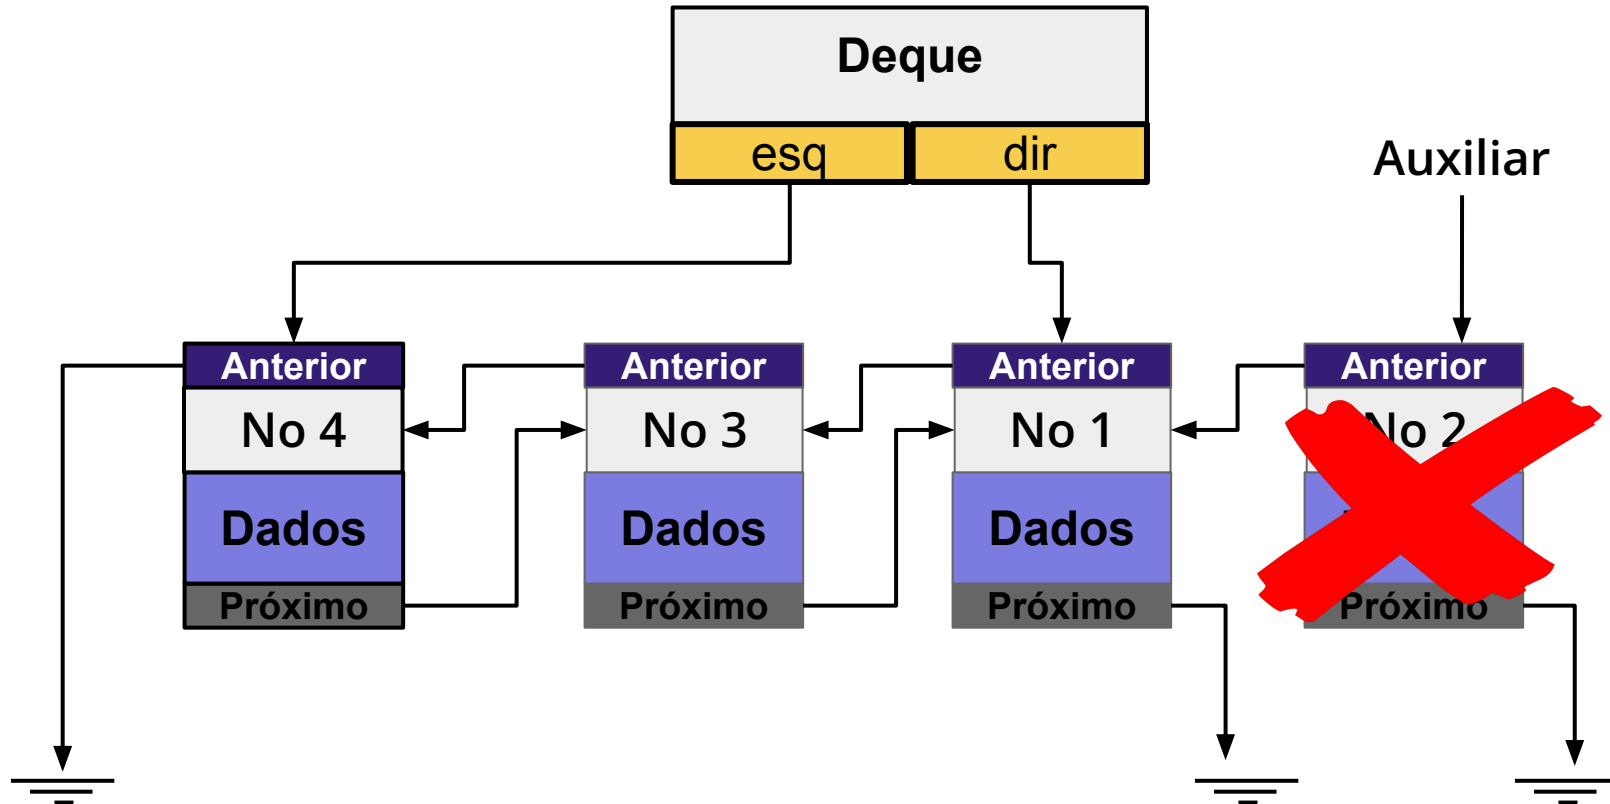 Deque
esq dir
Auxiliar
Anterior Anterior Anterior Anterior
No 4 No 3 No 1 No 2
Dados Dados Dados
Próximo Próximo Próximo Próximo